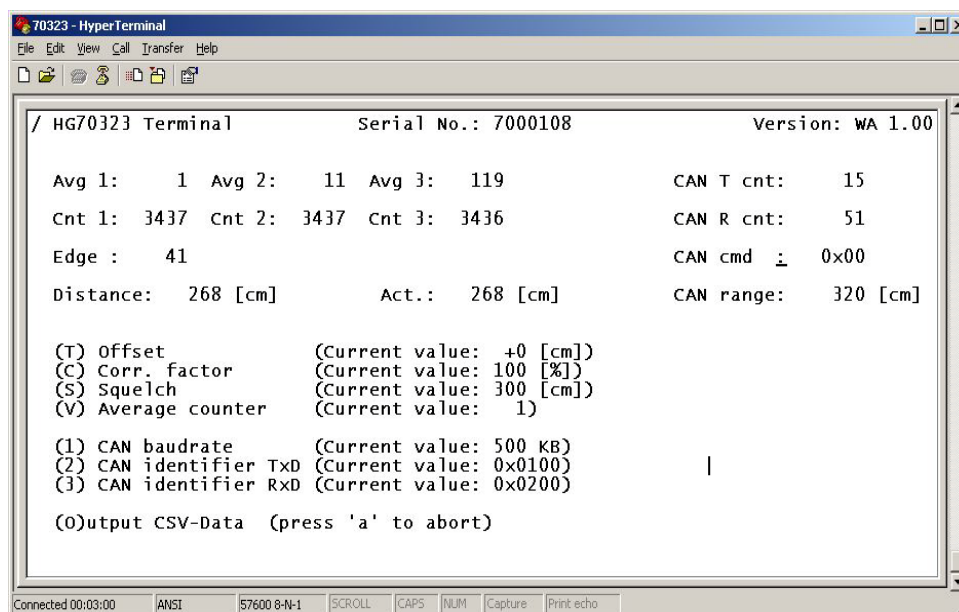 70323 - HyperTerminal
File Edit View Call Transfer Help
/ HG70323 Terminal Serial No.: 7000108 Version: WA 1.00
Avg 1: 1 Avg 2: 11 Avg 3: 119 CAN T cnt: 15
Cnt 1: 3437 Cnt 2: 3437 Cnt 3: 3436 CAN R cnt: 51
Edge : 41 CAN cmd : 0x00
Distance: 268 [cm] Act.: 268 [cm] CAN range: 320 [cm]
(T) Offset (Current value: +0 [cm])
(C) Corr. factor (Current value: 100 [%])
(S) Squelch (Current value: 300 [cm])
(V) Average counter (Current value: 1)
(1) CAN baudrate (Current value: 500 KB)
(2) CAN identifier TxD (Current value: 0x0100)
(3) CAN identifier RxD (Current value: 0x0200)
(O)utput CSV-Data (press 'a' to abort)
Connected 00:03:00 ANSI 57600 8-N-1 SCROLL CAPS NUM Capture Print echo